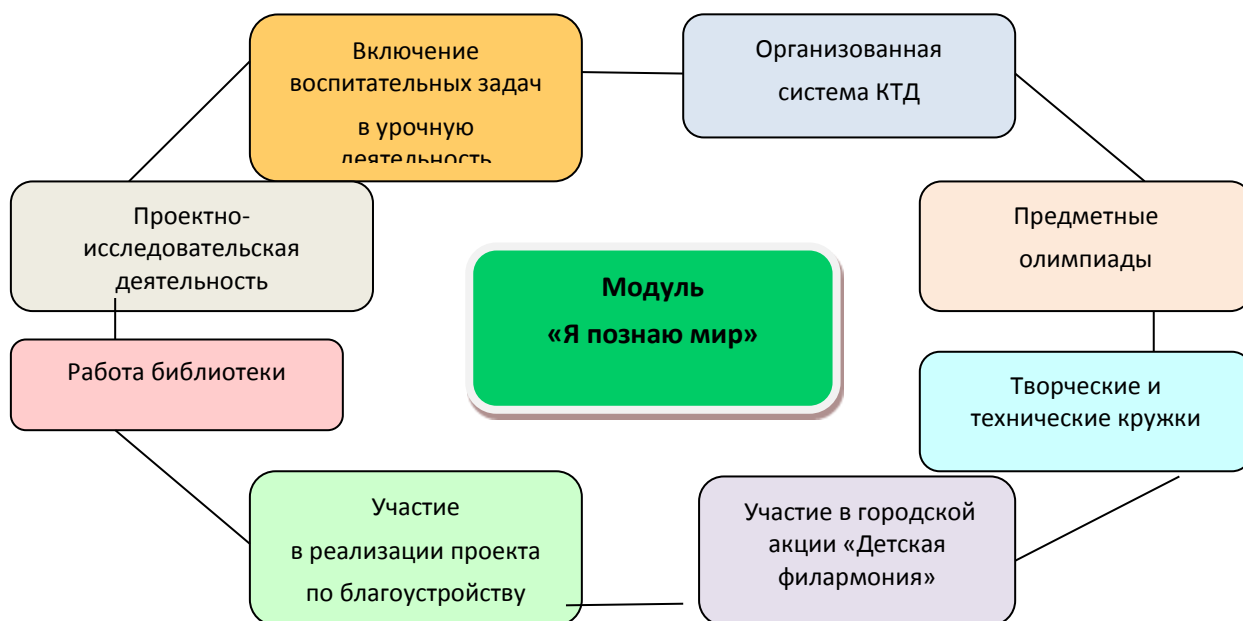 Включение
воспитательных задач
в урочную
деятельность
Организованная
система КТД
Проектно-
исследовательская
деятельность
Предметные
олимпиады
Модуль
«Я познаю мир»
Работа библиотеки
Творческие и
технические кружки
Участие
в реализации проекта
по благоустройству
Участие в городской
акции «Детская
филармония»